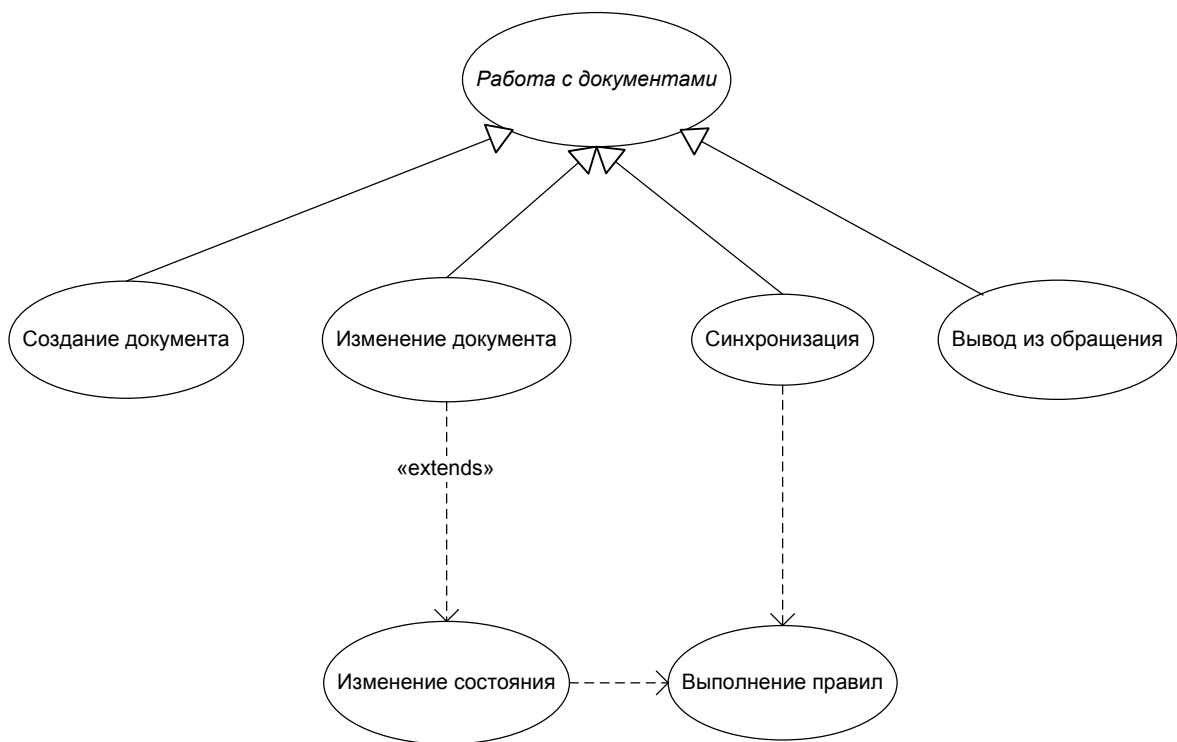 Работа с документами
Создание документа
Изменение документа
Синхронизация
Вывод из обращения
«extends»
Изменение состояния
Выполнение правил